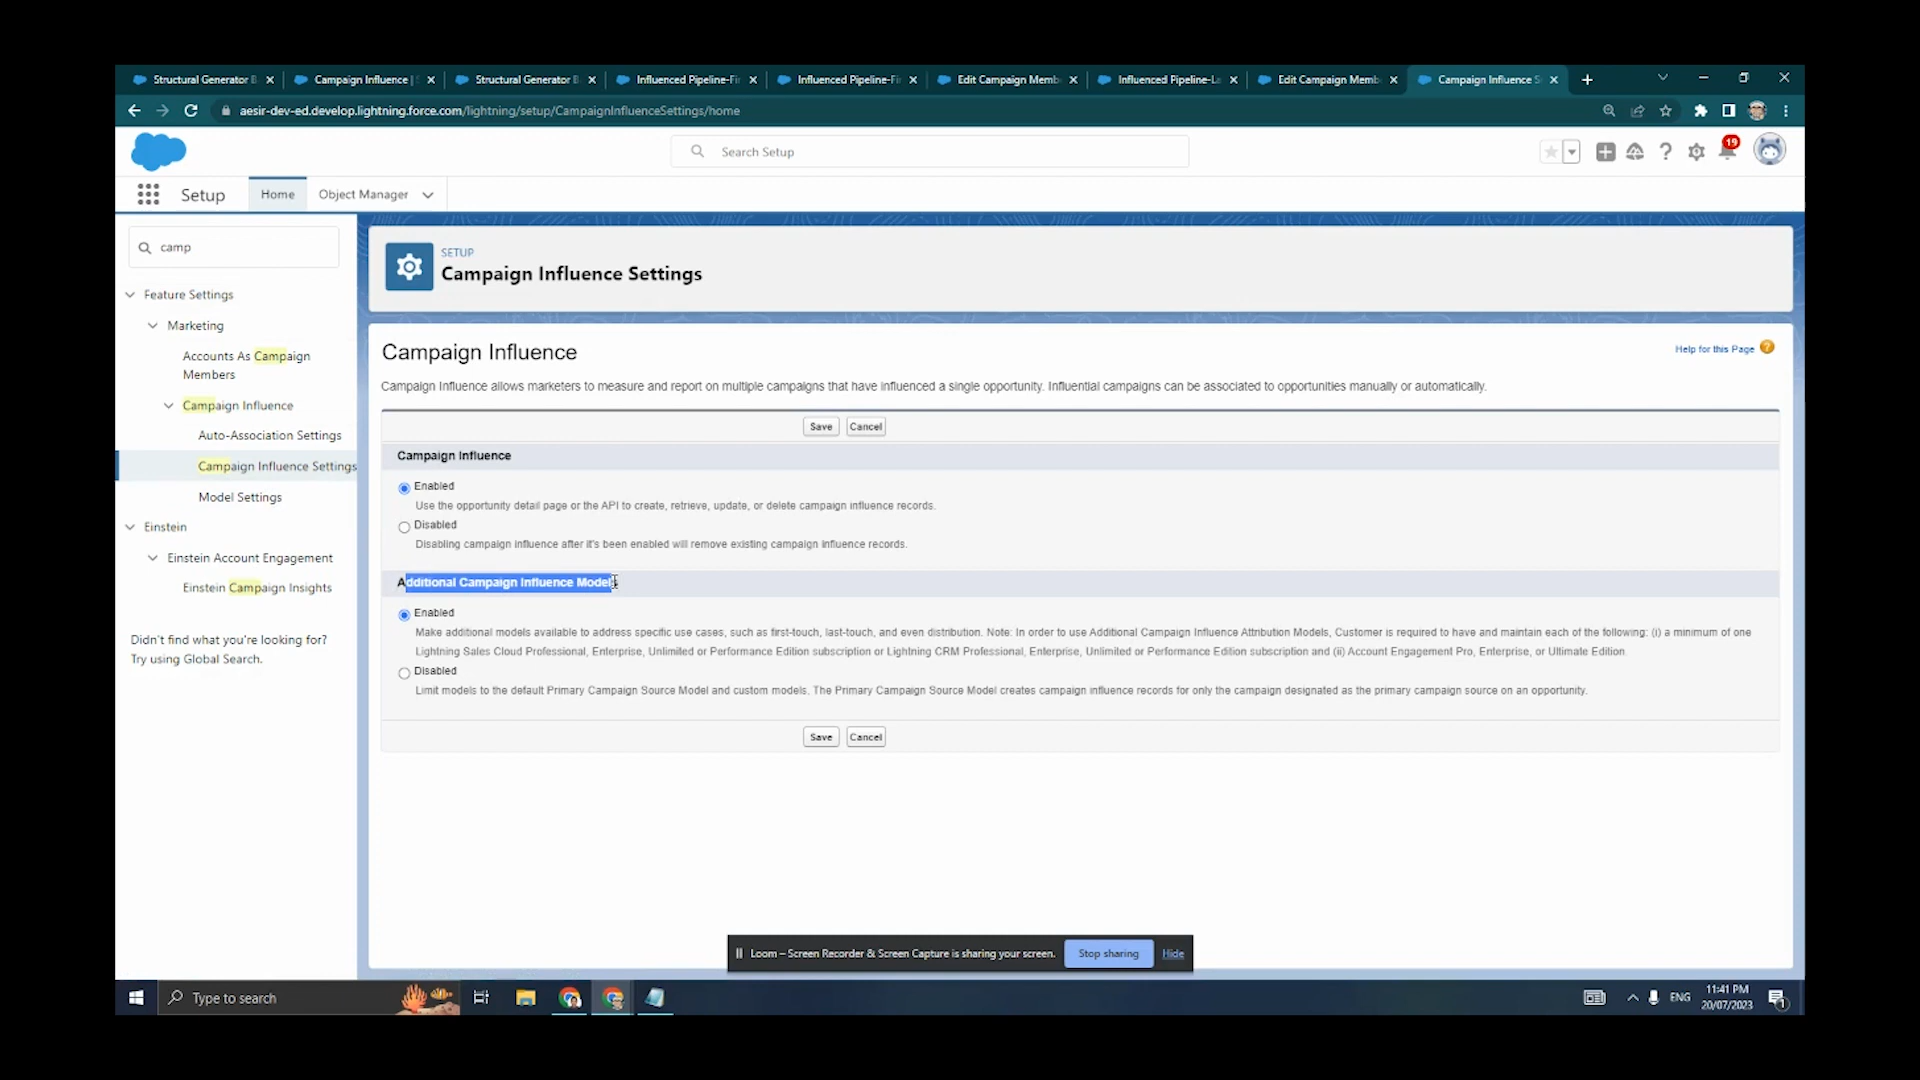 Structural Generator B
Campaign Influence |
Structural Generator B
Influenced Pipeline-Fi
Influenced Pipeline-Fi
Edit Campaign Memb
Influenced Pipeline-La
Edit Campaign Memb
Campaign Influence S
aesir-dev-ed.develop.lightning.force.com/lightning/setup/CampaignInfluenceSettings/home
Search Setup
19
Setup
Home
Object Manager
camp
Feature Settings
Marketing
Accounts As Campaign
Members
Campaign Influence
Auto-Association Settings
Campaign Influence Settings
Model Settings
Einstein
Einstein Account Engagement
Einstein Campaign Insights
Didn't find what you're looking for?
Try using Global Search.
SETUP
Campaign Influence Settings
Campaign Influence
Help for this Page
Campaign Influence allows marketers to measure and report on multiple campaigns that have influenced a single opportunity. Influential campaigns can be associated to opportunities manually or automatically.
Save Cancel
Campaign Influence
Enabled
Use the opportunity detail page or the API to create, retrieve, update, or delete campaign influence records.
Disabled
Disabling campaign influence after it's been enabled will remove existing campaign influence records.
Additional Campaign Influence Models
Enabled
Make additional models available to address specific use cases, such as first-touch, last-touch, and even distribution. Note: In order to use Additional Campaign Influence Attribution Models, Customer is required to have and maintain each of the following: (i) a minimum of one
Lightning Sales Cloud Professional, Enterprise, Unlimited or Performance Edition subscription or Lightning CRM Professional, Enterprise, Unlimited or Performance Edition subscription and (ii) Account Engagement Pro, Enterprise, or Ultimate Edition.
Disabled
Limit models to the default Primary Campaign Source Model and custom models. The Primary Campaign Source Model creates campaign influence records for only the campaign designated as the primary campaign source on an opportunity.
Save Cancel
Loom – Screen Recorder & Screen Capture is sharing your screen.
Stop sharing
Hide
Type to search
ENG
11:41 PM
20/07/2023
1